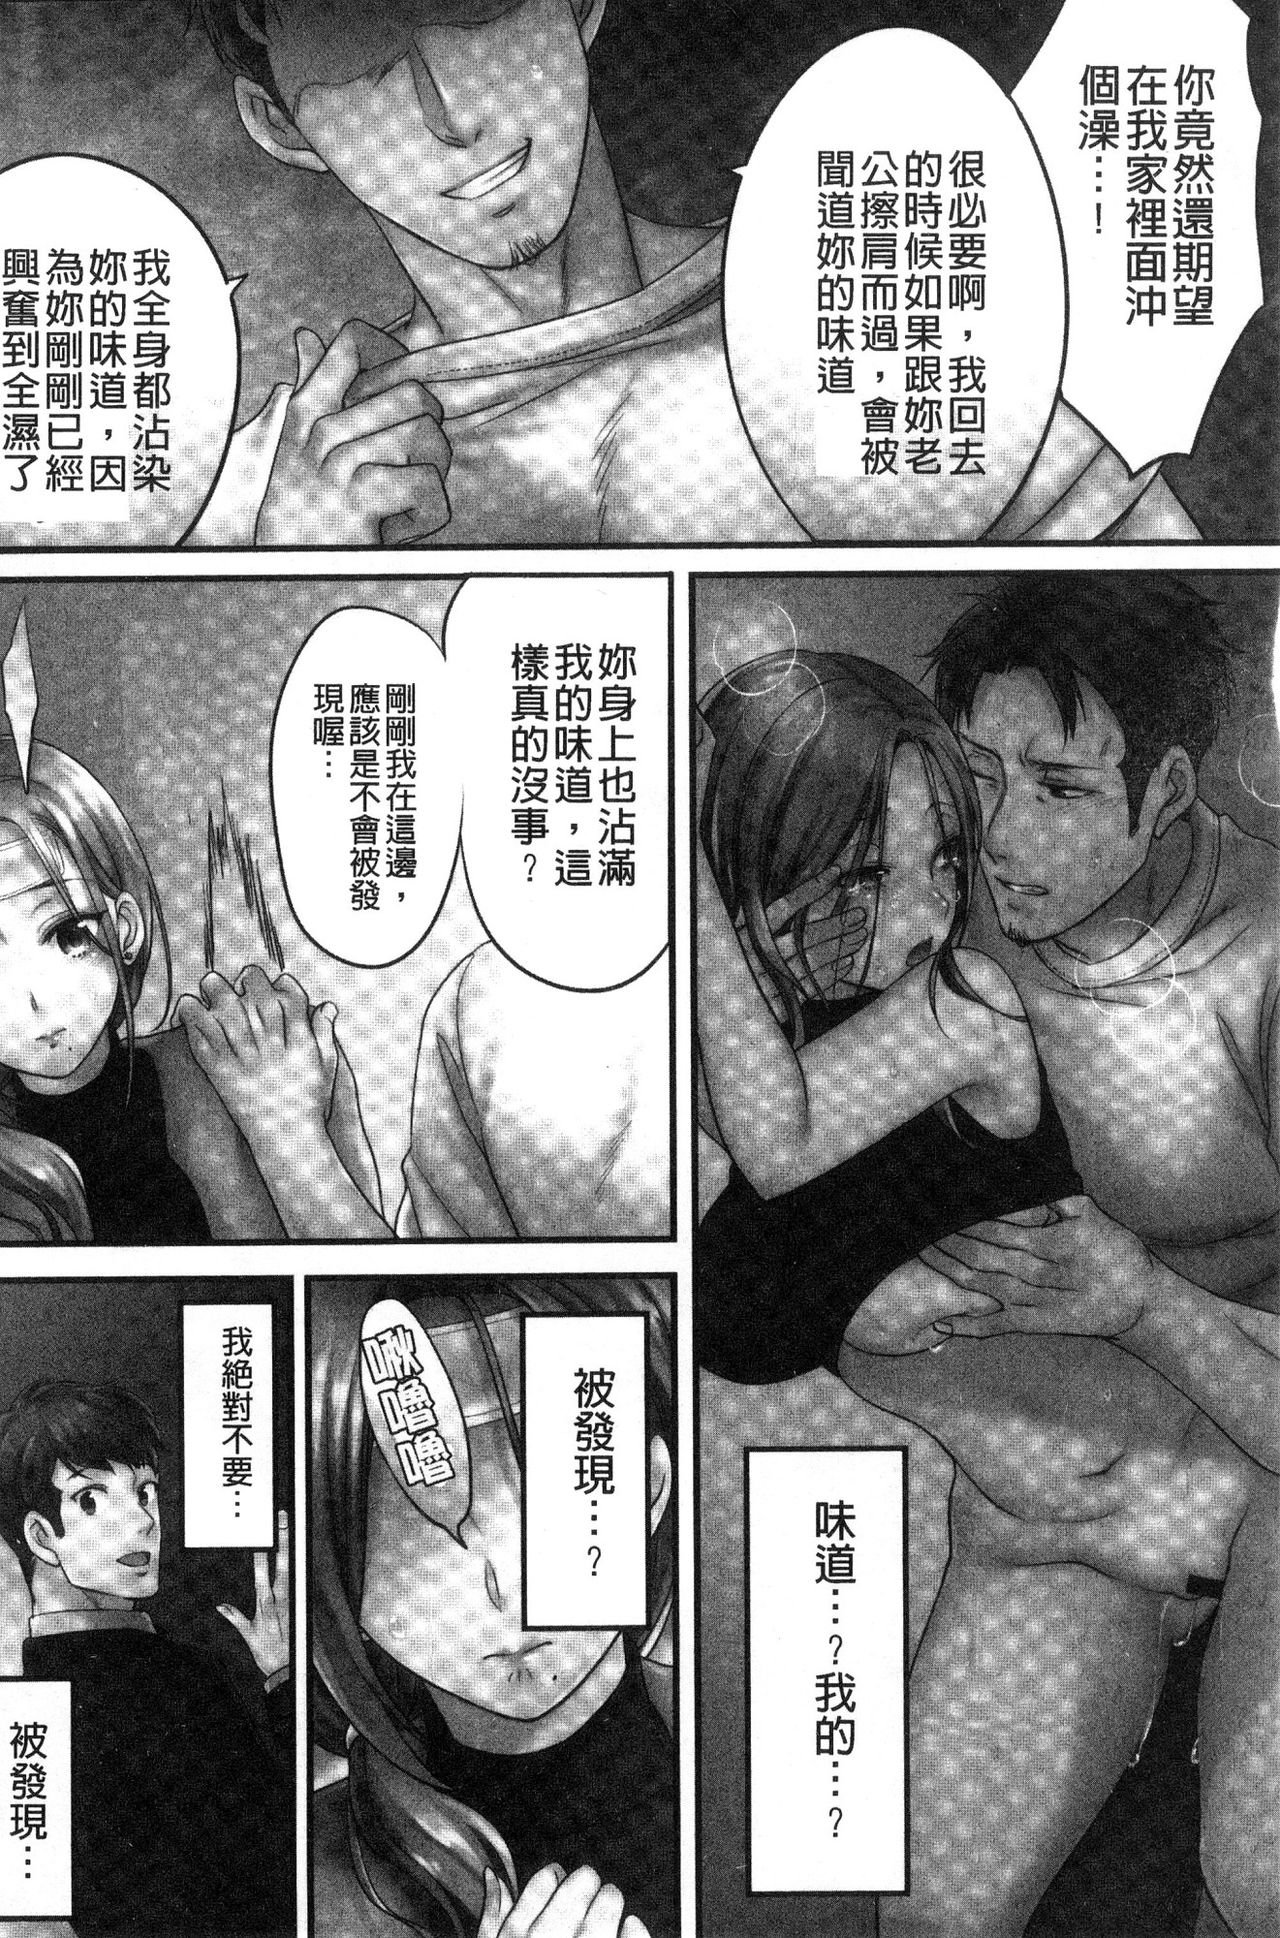 你竟然還期望
在我家裡面沖
個澡…！
很必要啊，我回去
的時候如果跟妳老
公擦肩而過，會被
聞道妳的味道
我全身都沾染
妳的味道，因
為妳剛剛已經
興奮到全濕了
妳身上也沾滿
我的味道，這
樣真的沒事？
剛剛我在這邊，
應該是不會被發
現喔…
味道…？我的…？
被發現…？
啾嚕嚕
我絕對不要…
被發現…